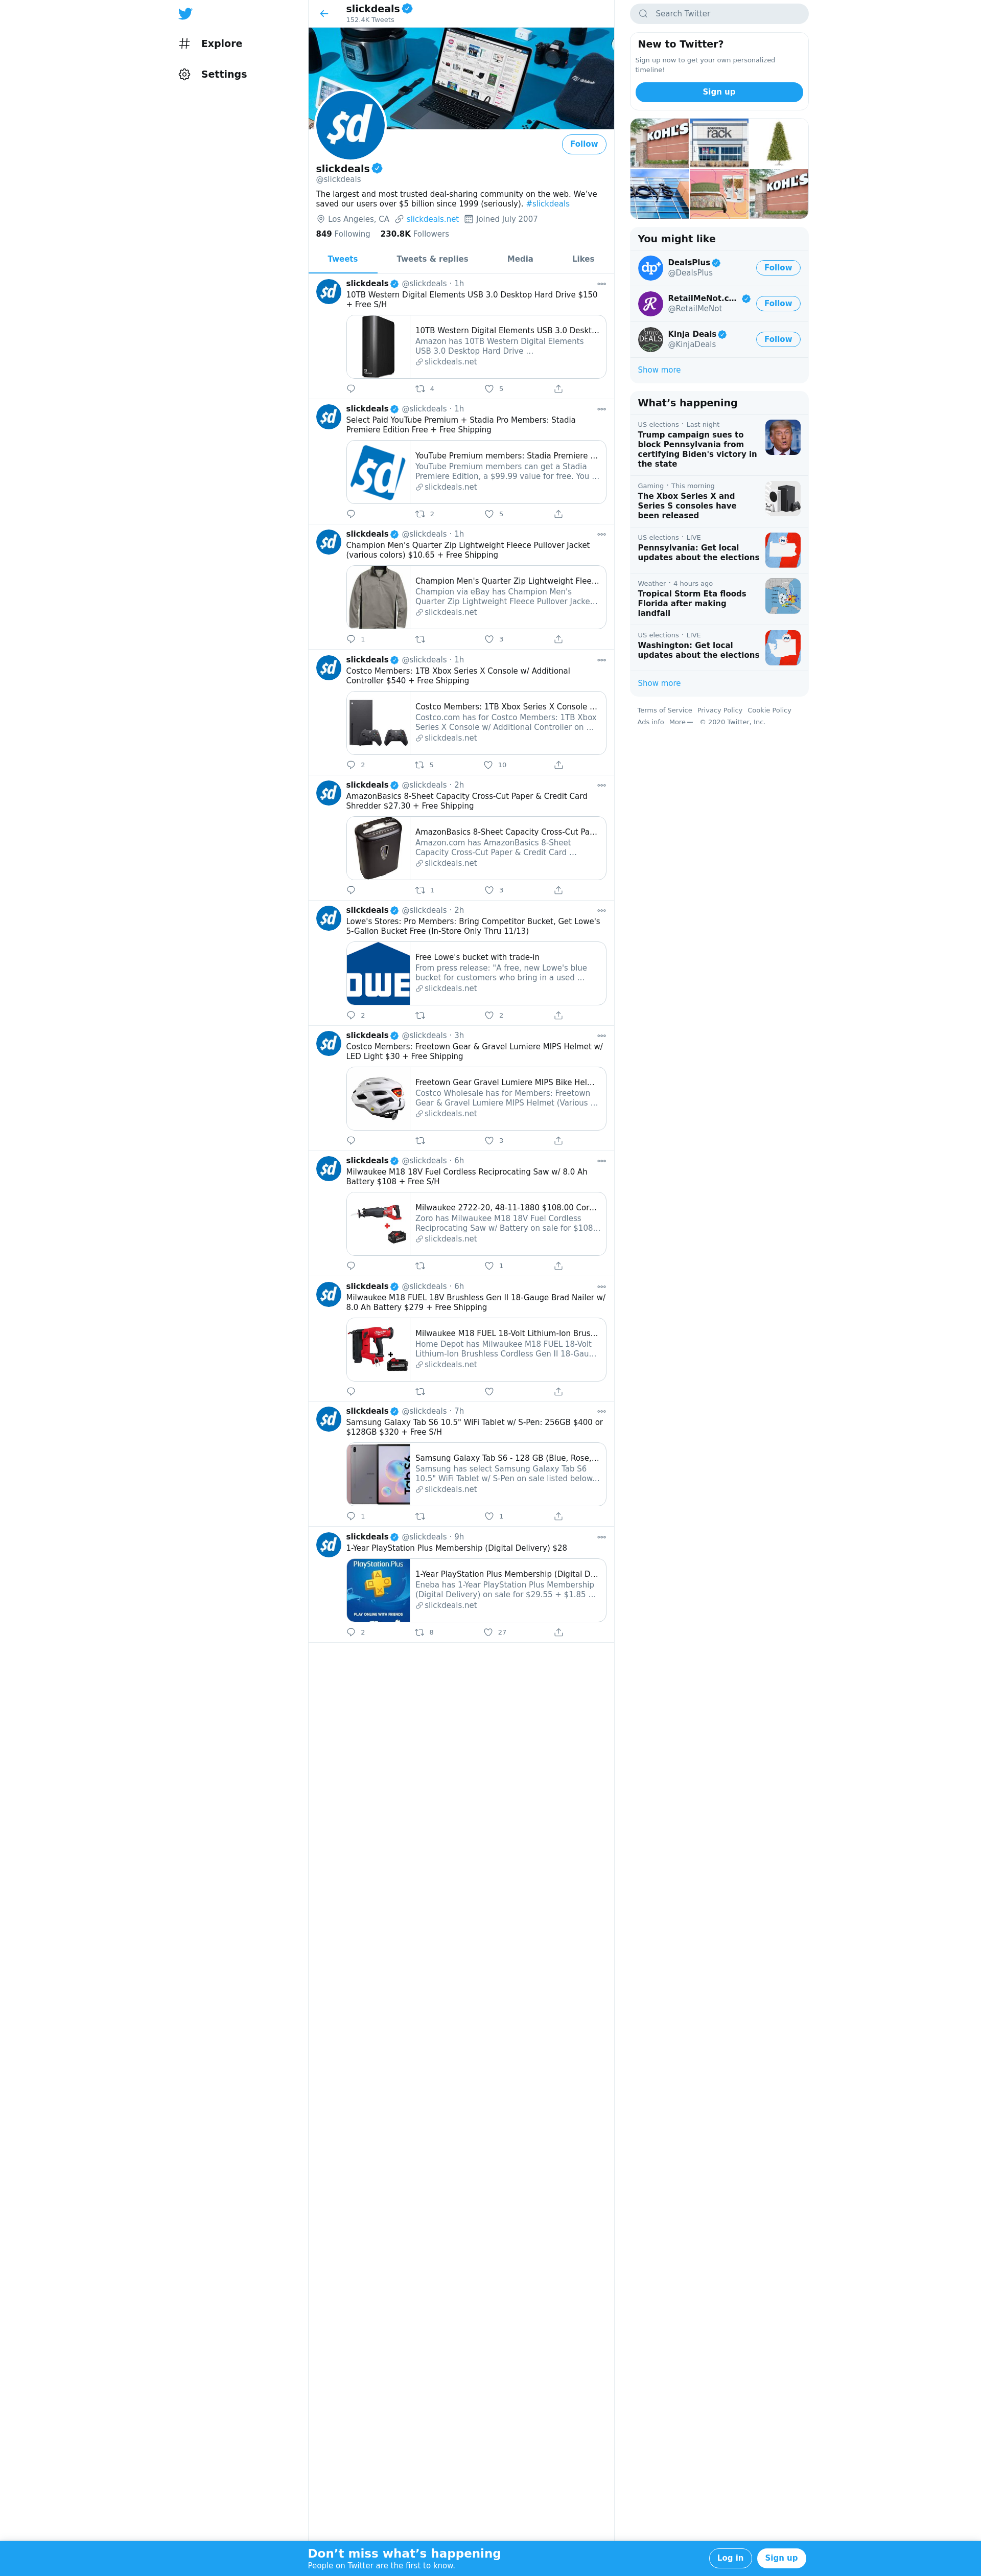 Explore
Settings
slickdeals
152.4K Tweets
$d
Follow
slickdeals
@slickdeals
The largest and most trusted deal-sharing community on the web. We've
saved our users over $5 billion since 1999 (seriously). #slickdeals
Los Angeles, CA slickdeals.net Joined July 2007
849 Following 230.8K Followers
Tweets Tweets & replies Media Likes
$d
slickdeals @slickdeals · 1h
10TB Western Digital Elements USB 3.0 Desktop Hard Drive $150
+ Free S/H
10TB Western Digital Elements USB 3.0 Deskt...
Amazon has 10TB Western Digital Elements
USB 3.0 Desktop Hard Drive ...
slickdeals.net
4 5
$d
slickdeals @slickdeals · 1h
Select Paid YouTube Premium + Stadia Pro Members: Stadia
Premiere Edition Free + Free Shipping
$d
YouTube Premium members: Stadia Premiere ...
YouTube Premium members can get a Stadia
Premiere Edition, a $99.99 value for free. You ...
slickdeals.net
2 5
$d
slickdeals @slickdeals · 1h
Champion Men's Quarter Zip Lightweight Fleece Pullover Jacket
(various colors) $10.65 + Free Shipping
Champion Men's Quarter Zip Lightweight Flee...
Champion via eBay has Champion Men's
Quarter Zip Lightweight Fleece Pullover Jacke...
slickdeals.net
1 3
$d
slickdeals @slickdeals · 1h
Costco Members: 1TB Xbox Series X Console w/ Additional
Controller $540 + Free Shipping
Costco Members: 1TB Xbox Series X Console ...
Costco.com has for Costco Members: 1TB Xbox
Series X Console w/ Additional Controller on ...
slickdeals.net
2 5 10
$d
slickdeals @slickdeals · 2h
AmazonBasics 8-Sheet Capacity Cross-Cut Paper & Credit Card
Shredder $27.30 + Free Shipping
AmazonBasics 8-Sheet Capacity Cross-Cut Pa...
Amazon.com has AmazonBasics 8-Sheet
Capacity Cross-Cut Paper & Credit Card ...
slickdeals.net
1 3
$d
slickdeals @slickdeals · 2h
Lowe's Stores: Pro Members: Bring Competitor Bucket, Get Lowe's
5-Gallon Bucket Free (In-Store Only Thru 11/13)
OWE
Free Lowe's bucket with trade-in
From press release: "A free, new Lowe's blue
bucket for customers who bring in a used ...
slickdeals.net
2 2
$d
slickdeals @slickdeals · 3h
Costco Members: Freetown Gear & Gravel Lumiere MIPS Helmet w/
LED Light $30 + Free Shipping
Freetown Gear Gravel Lumiere MIPS Bike Hel...
Costco Wholesale has for Members: Freetown
Gear & Gravel Lumiere MIPS Helmet (Various ...
slickdeals.net
3
$d
slickdeals @slickdeals · 6h
Milwaukee M18 18V Fuel Cordless Reciprocating Saw w/ 8.0 Ah
Battery $108 + Free S/H
Milwaukee 2722-20, 48-11-1880 $108.00 Cor...
Zoro has Milwaukee M18 18V Fuel Cordless
Reciprocating Saw w/ Battery on sale for $108...
slickdeals.net
1
$d
slickdeals @slickdeals · 6h
Milwaukee M18 FUEL 18V Brushless Gen II 18-Gauge Brad Nailer w/
8.0 Ah Battery $279 + Free Shipping
Milwaukee M18 FUEL 18-Volt Lithium-Ion Brus...
Home Depot has Milwaukee M18 FUEL 18-Volt
Lithium-Ion Brushless Cordless Gen II 18-Gau...
slickdeals.net
$d
slickdeals @slickdeals · 7h
Samsung Galaxy Tab S6 10.5" WiFi Tablet w/ S-Pen: 256GB $400 or
$128GB $320 + Free S/H
Tab S6
Samsung Galaxy Tab S6 - 128 GB (Blue, Rose,...
Samsung has select Samsung Galaxy Tab S6
10.5" WiFi Tablet w/ S-Pen on sale listed below...
slickdeals.net
1 1
$d
slickdeals @slickdeals · 9h
1-Year PlayStation Plus Membership (Digital Delivery) $28
PlayStation Plus
PLAY ONLINE WITH FRIENDS
1-Year PlayStation Plus Membership (Digital D...
Eneba has 1-Year PlayStation Plus Membership
(Digital Delivery) on sale for $29.55 + $1.85 ...
slickdeals.net
2 8 27
Search Twitter
New to Twitter?
Sign up now to get your own personalized
timeline!
Sign up
KOHL'S
rack
KOHL'S
You might like
dp
DealsPlus
@DealsPlus
Follow
R
RetailMeNot.c...
@RetailMeNot
Follow
KINJA
DEALS
Kinja Deals
@KinjaDeals
Follow
Show more
What's happening
US elections · Last night
Trump campaign sues to
block Pennsylvania from
certifying Biden's victory in
the state
Gaming · This morning
The Xbox Series X and
Series S consoles have
been released
US elections · LIVE
Pennsylvania: Get local
updates about the elections
Weather · 4 hours ago
Tropical Storm Eta floods
Florida after making
landfall
US elections · LIVE
Washington: Get local
updates about the elections
Show more
Terms of Service Privacy Policy Cookie Policy
Ads info More © 2020 Twitter, Inc.
Don't miss what's happening
People on Twitter are the first to know.
Log in Sign up